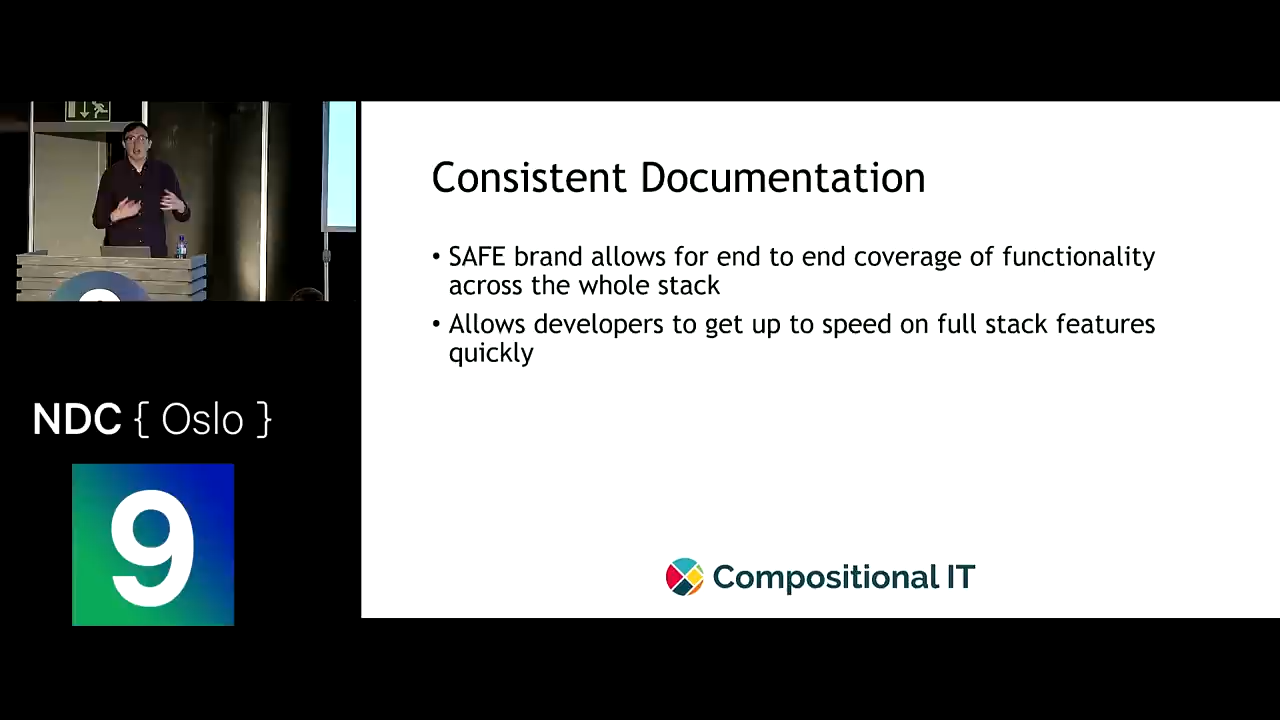 Consistent Documentation
• SAFE brand allows for end to end coverage of functionality
across the whole stack
• Allows developers to get up to speed on full stack features
quickly
NDC { Oslo }
9
Compositional IT